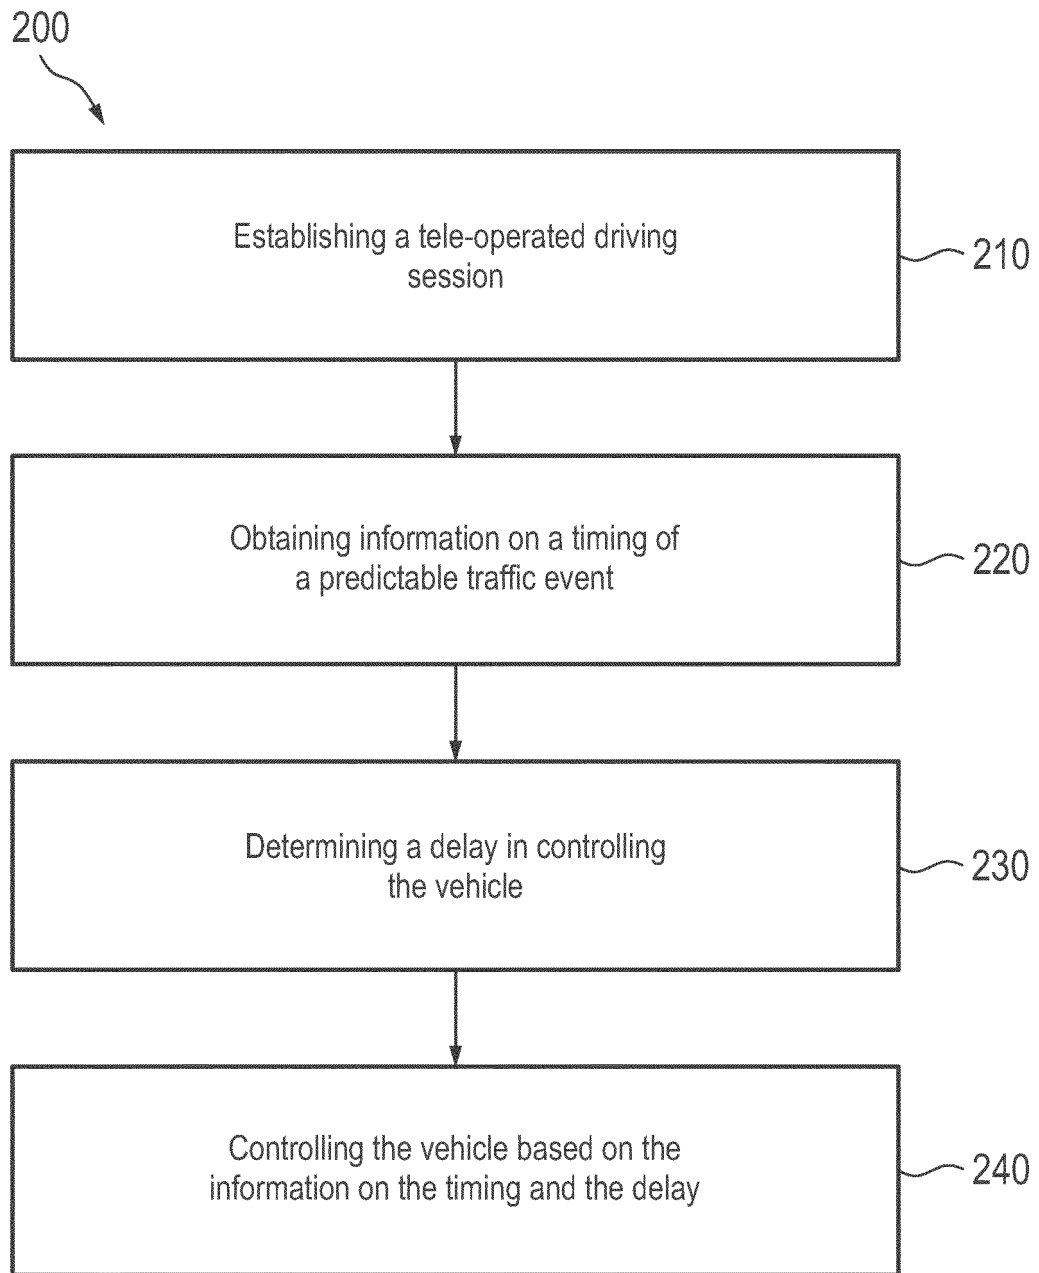 200
Establishing a tele-operated driving
session
210
Obtaining information on a timing of
a predictable traffic event
220
Determining a delay in controlling
the vehicle
230
Controlling the vehicle based on the
information on the timing and the delay
240